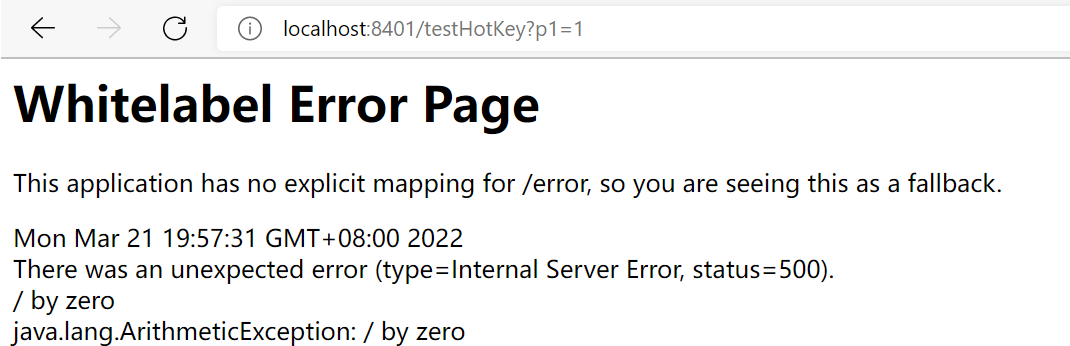 localhost:8401/testHotKey?p1=1
Whitelabel Error Page
This application has no explicit mapping for /error, so you are seeing this as a fallback.
Mon Mar 21 19:57:31 GMT+08:00 2022
There was an unexpected error (type=Internal Server Error, status=500).
/ by zero
java.lang.ArithmeticException: / by zero